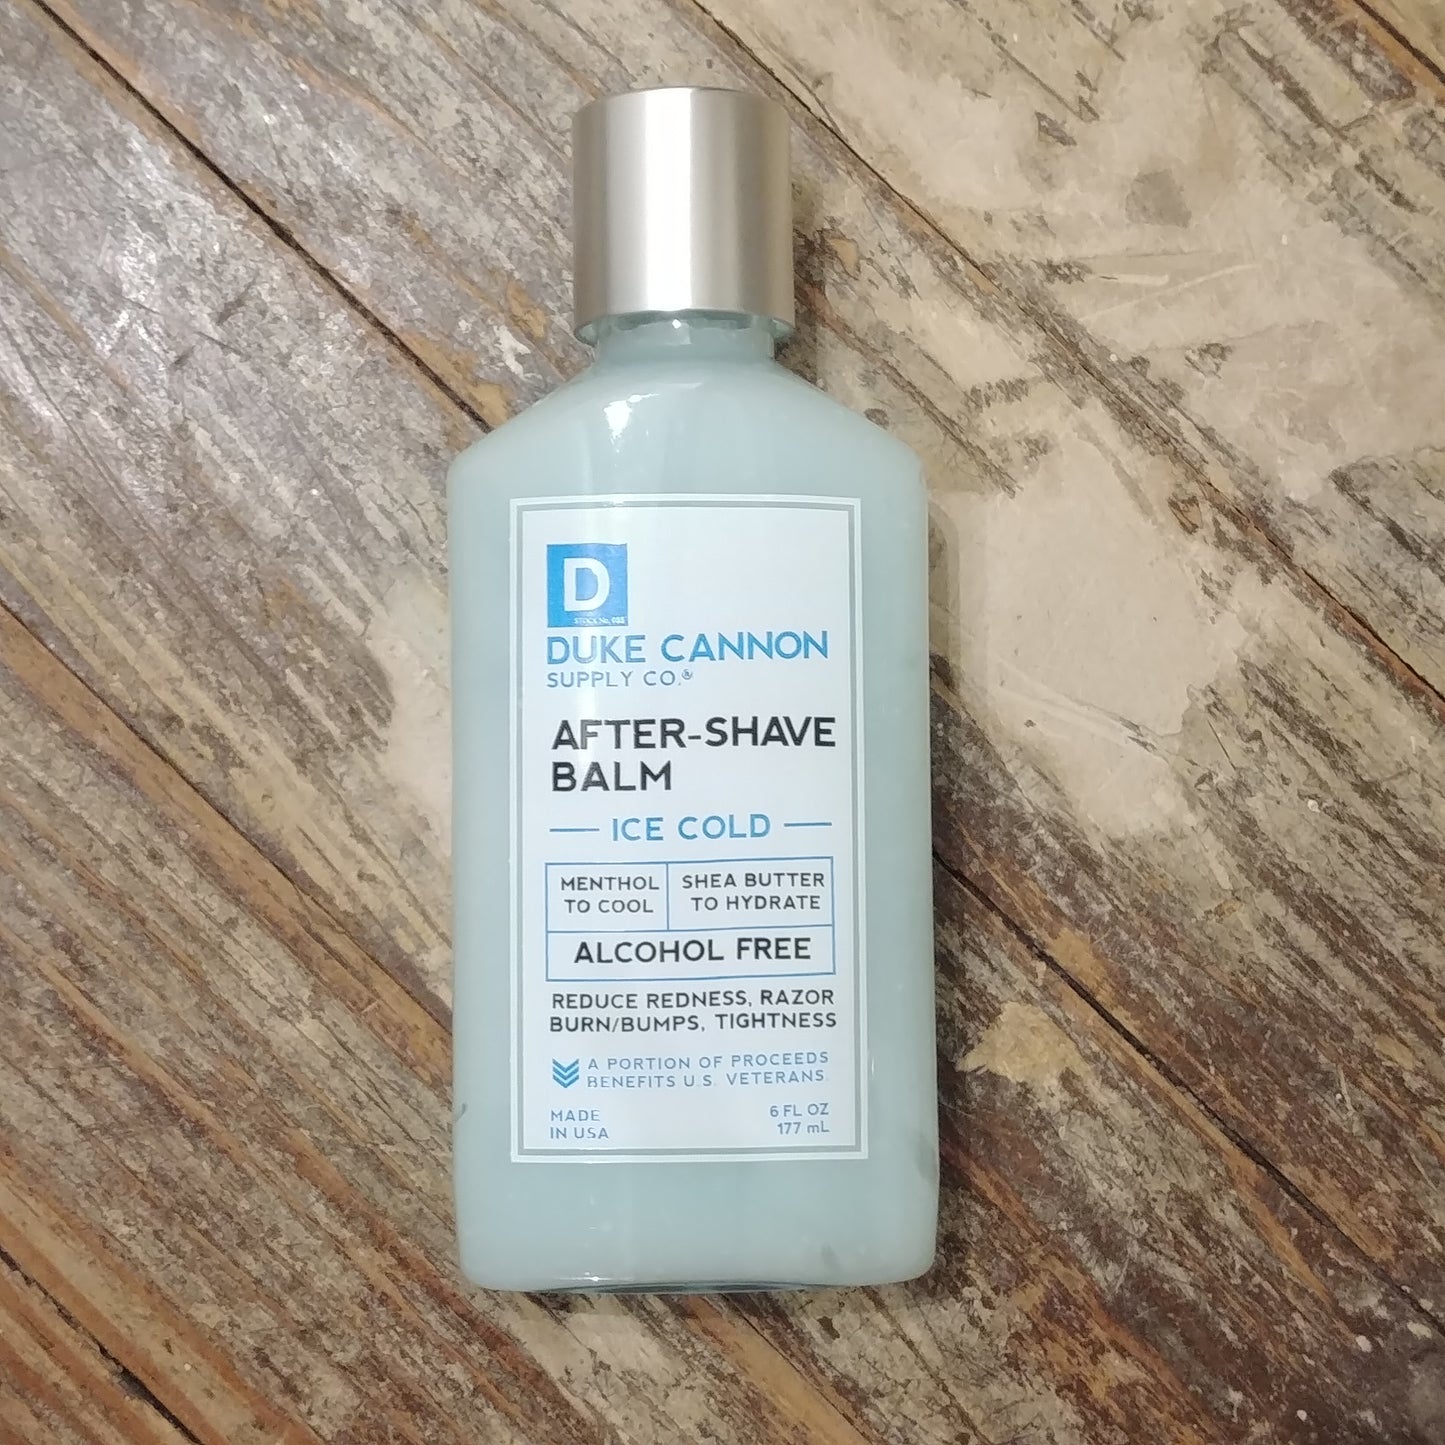 D
DUKE CANNON
SUPPLY CO.®
AFTER-SHAVE
BALM
ICE COLD
MENTHOL
TO COOL
SHEA BUTTER
TO HYDRATE
ALCOHOL FREE
REDUCE REDNESS, RAZOR
BURN/BUMPS, TIGHTNESS
A PORTION OF PROCEEDS
BENEFITS U.S. VETERANS.
MADE
IN USA
6 FL OZ
177 mL